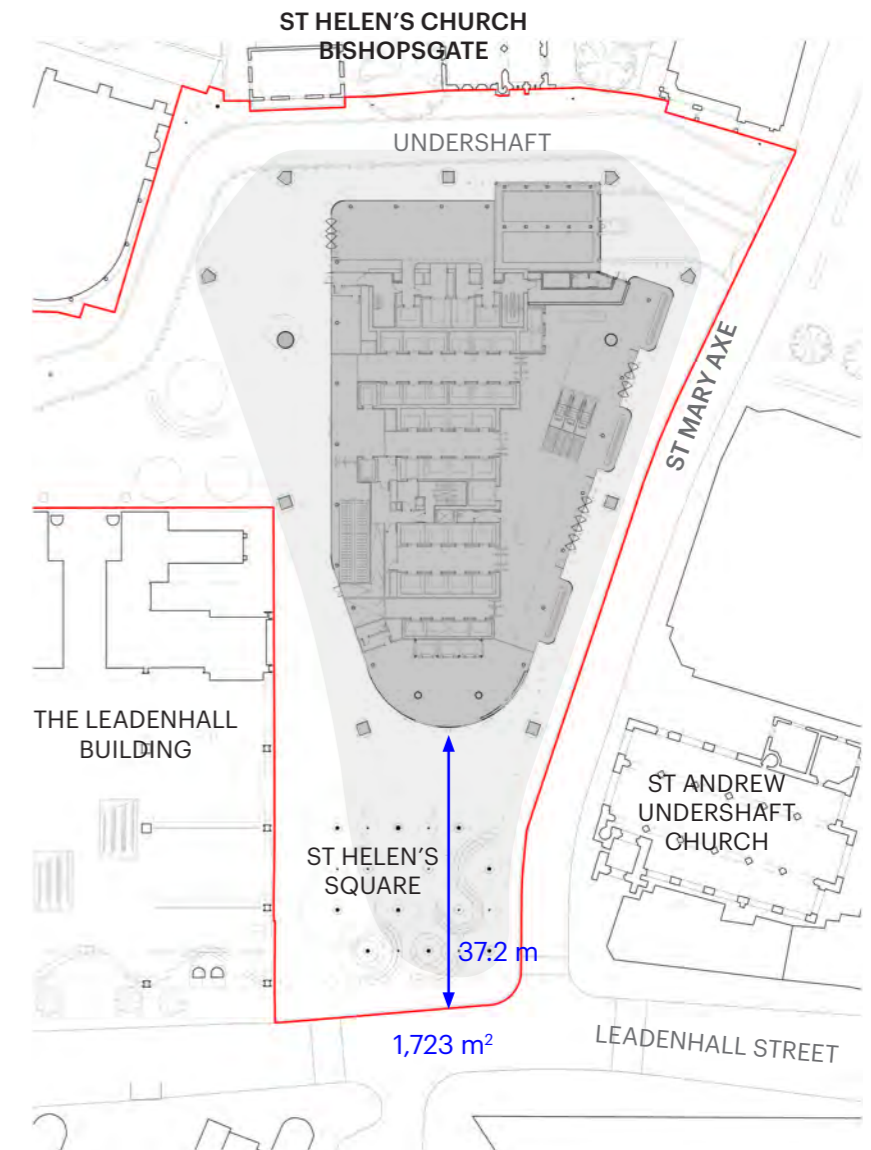 ST HELEN'S CHURCH
BISHOPSGATE
UNDERSHAFT
ST MARY AXE
THE LEADENHALL
BUILDING
ST ANDREW
UNDERSHAFT
CHURCH
ST HELEN'S
SQUARE
37.2 m
1,723 m²
LEADENHALL STREET